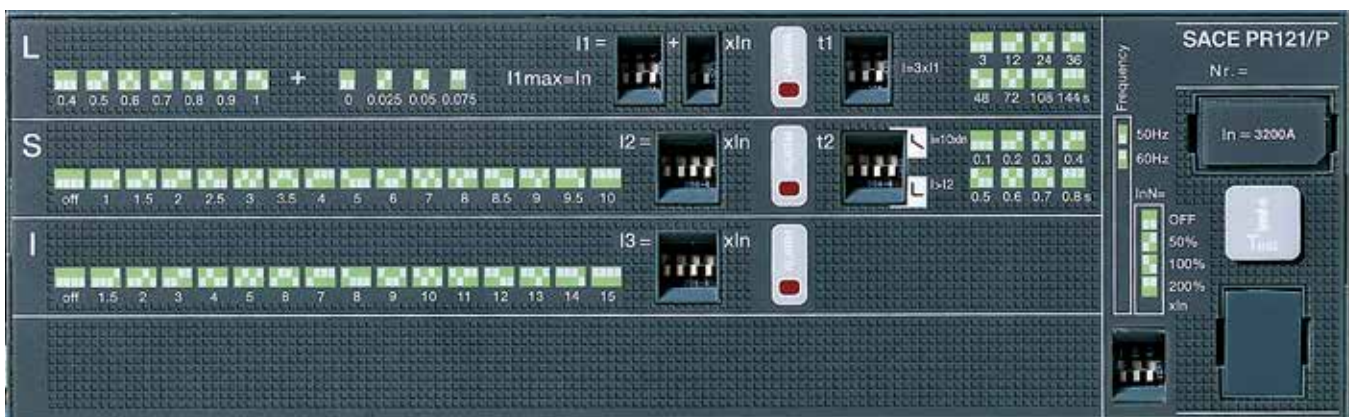 L
0.4 0.5 0.6 0.7 0.8 0.9 1 + 0 0.025 0.05 0.075
I1max=In
I1 = + xIn
t1
I=3xI1
3 12 24 36
48 72 108 144 s
S
off 1 1.5 2 2.5 3 3.5 4 5 6 7 8 8.5 9 9.5 10
I2= xIn
t2
I=10xIn
I>I2
0.1 0.2 0.3 0.4
0.5 0.6 0.7 0.8 s
I
off 1.5 2 3 4 5 6 7 8 9 10 11 12 13 14 15
I3= xIn
Frequency
50Hz
60Hz
InN=
OFF
50%
100%
200%
xIn
SACE PR121/P
Nr. =
In = 3200A
Test